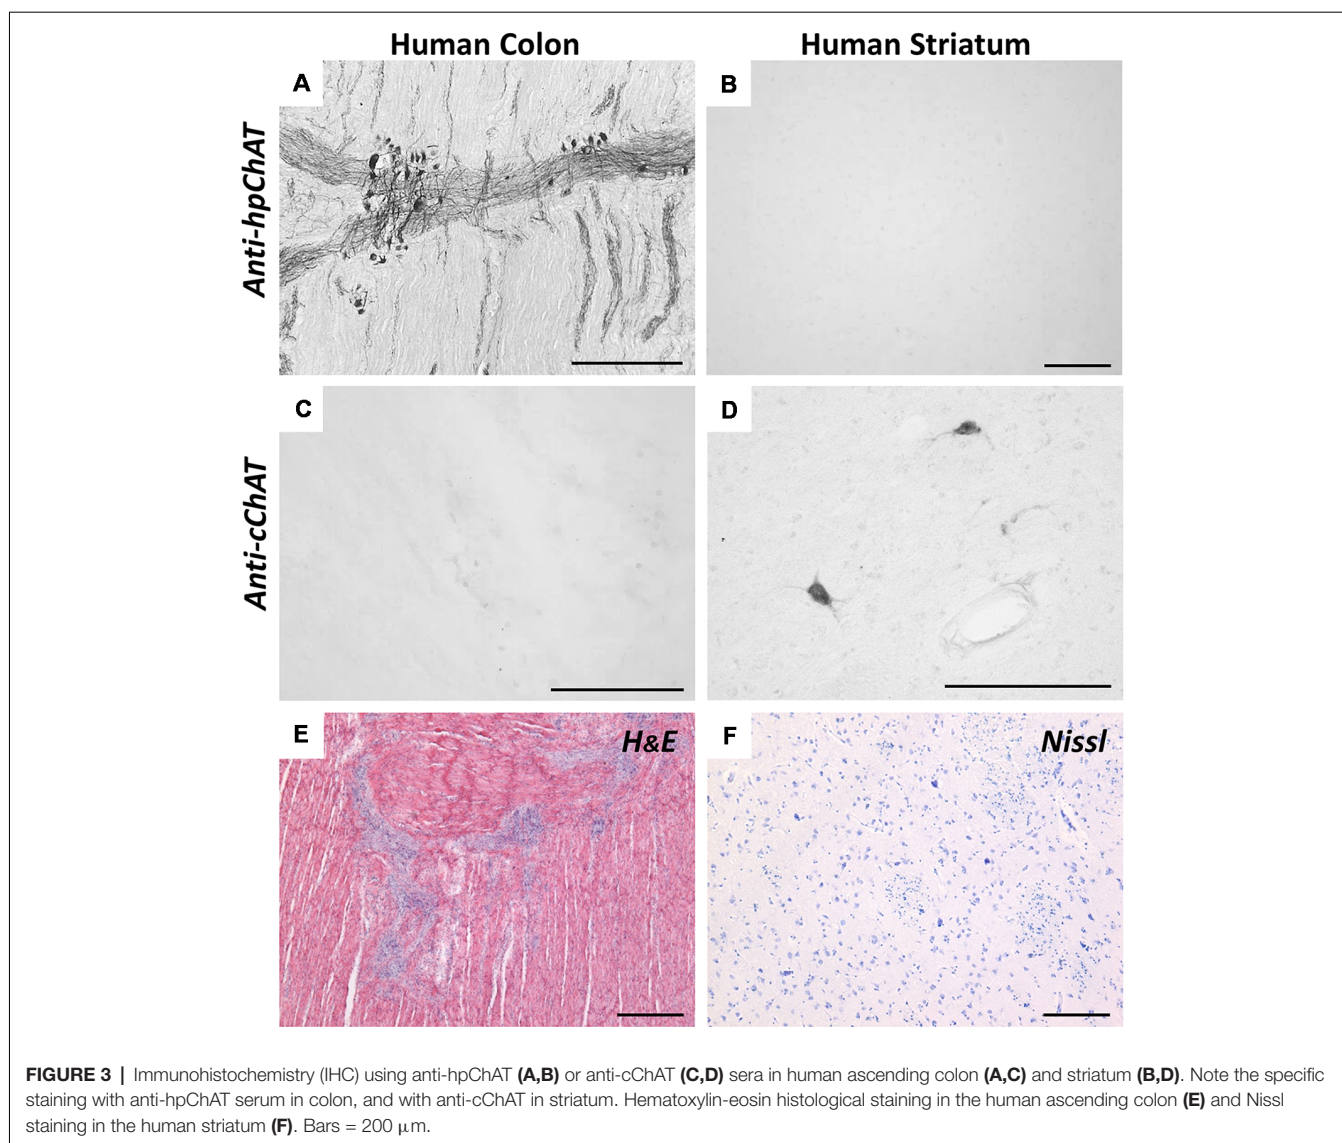 Human Colon
Human Striatum
Anti-hpChAT
A
B
Anti-cChAT
C
D
E
H&E
F
Nissl
FIGURE 3 | Immunohistochemistry (IHC) using anti-hpChAT (A,B) or anti-cChAT (C,D) sera in human ascending colon (A,C) and striatum (B,D). Note the specific
staining with anti-hpChAT serum in colon, and with anti-cChAT in striatum. Hematoxylin-eosin histological staining in the human ascending colon (E) and Nissl
staining in the human striatum (F). Bars = 200 μm.